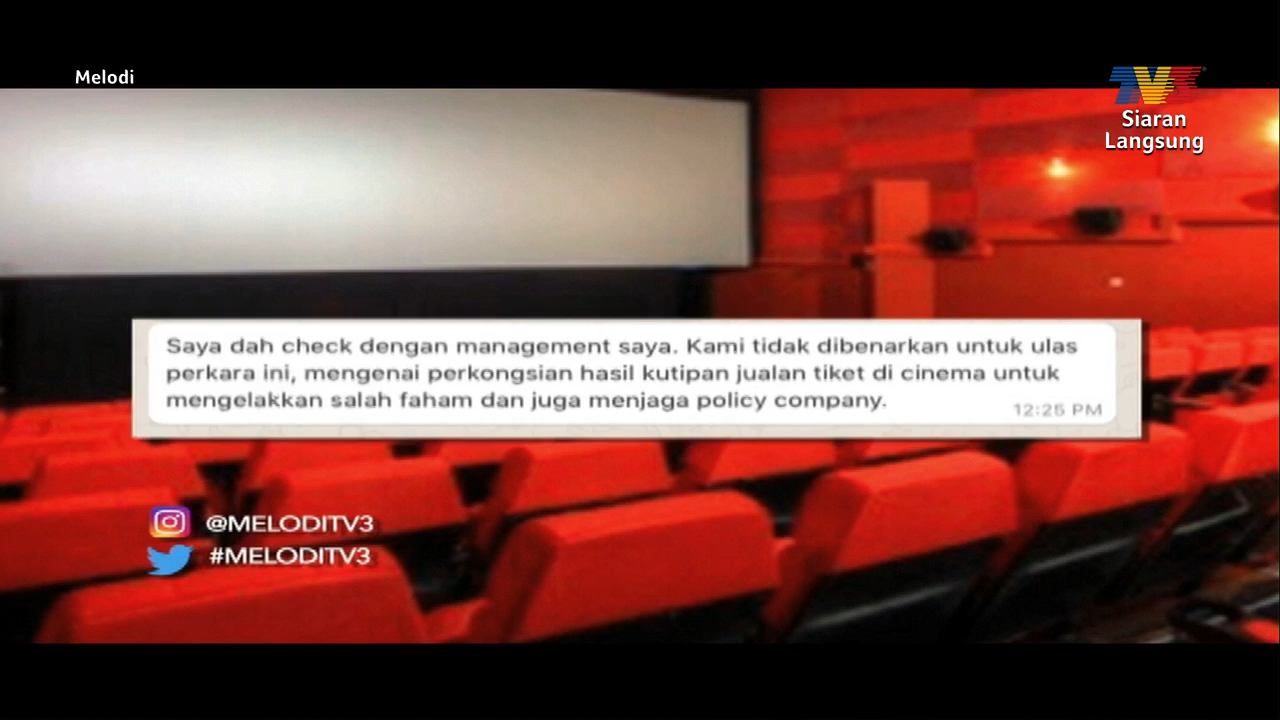 Melodi
TV3
Siaran
Langsung
Saya dah check dengan management saya. Kami tidak dibenarkan untuk ulas
perkara ini, mengenai perkongsian hasil kutipan jualan tiket di cinema untuk
mengelakkan salah faham dan juga menjaga policy company.
12:25 PM
@MELODITV3
#MELODITV3